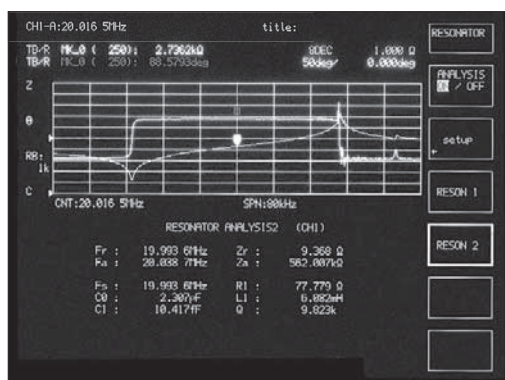 CH1-A:20.016 5MHz title:
RESONATOR
TB/R MK_0 ( 250): 2.7362kΩ 8DEC 1.000 Ω
TB/R MK_0 ( 250): 88.5793deg 50deg/ 0.000deg
ANALYSIS
ON / OFF
Z
θ
setup
RB:
1k
C
CNT:20.016 5MHz SPN:90kHz
RESON 1
RESONATOR ANALYSIS2 (CH1)
RESON 2
Fr : 19.993 6MHz Zr : 9.368 Ω
Fa : 20.038 7MHz Za : 582.007kΩ
Fs : 19.993 6MHz R1 : 77.779 Ω
C0 : 2.307pF L1 : 6.082mH
C1 : 10.417fF Q : 9.823k